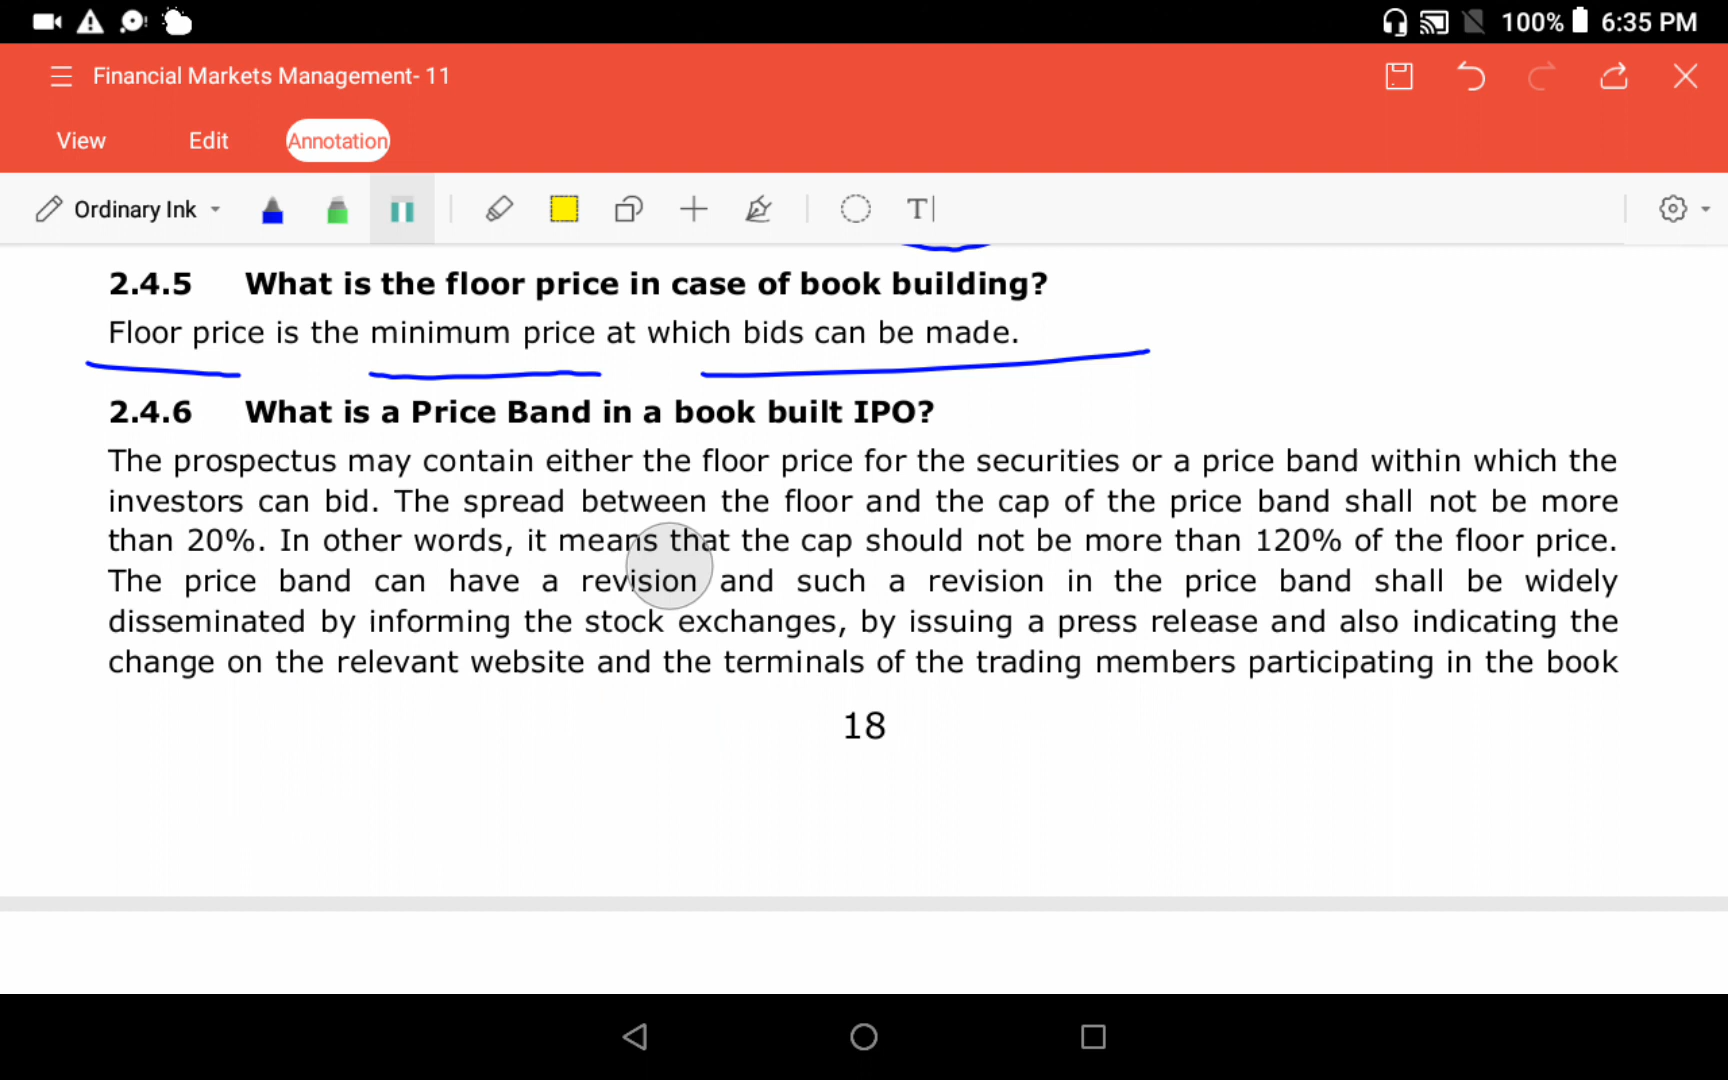 100% 6:35 PM
Financial Markets Management- 11
View Edit Annotation
Ordinary Ink T
2.4.5 What is the floor price in case of book building?
Floor price is the minimum price at which bids can be made.
2.4.6 What is a Price Band in a book built IPO?
The prospectus may contain either the floor price for the securities or a price band within which the
investors can bid. The spread between the floor and the cap of the price band shall not be more
than 20%. In other words, it means that the cap should not be more than 120% of the floor price.
The price band can have a revision and such a revision in the price band shall be widely
disseminated by informing the stock exchanges, by issuing a press release and also indicating the
change on the relevant website and the terminals of the trading members participating in the book
18